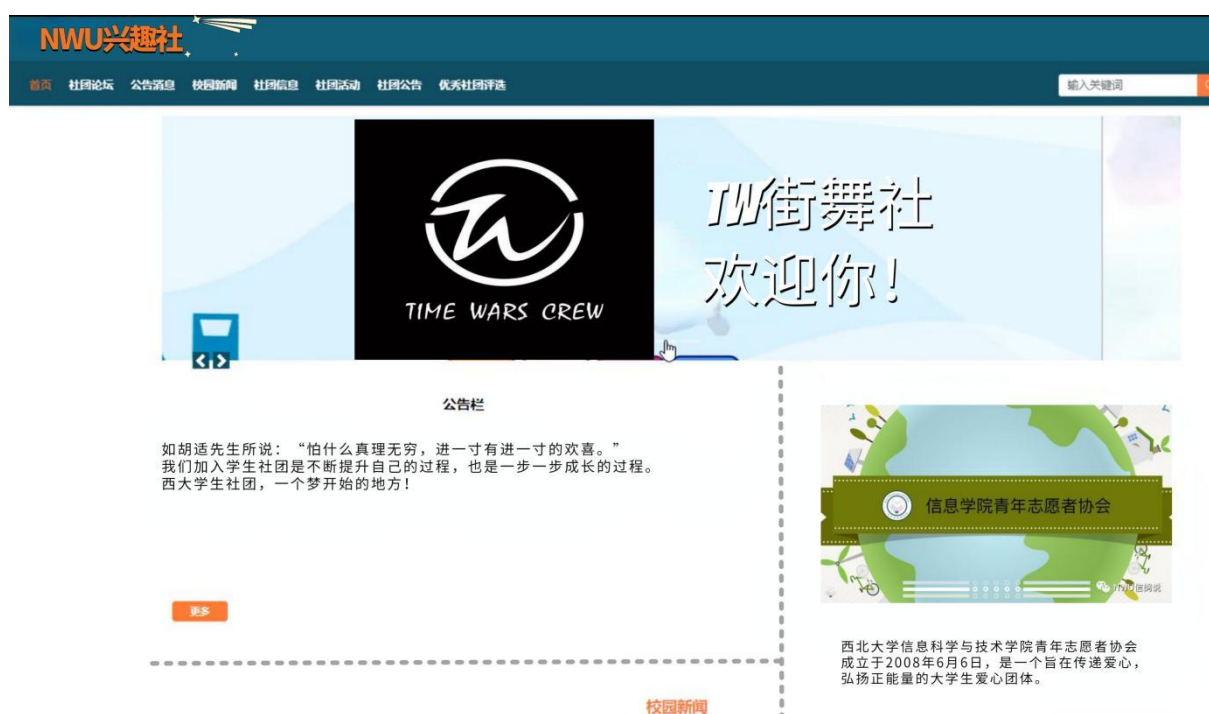 NWU兴趣社
首页 社团论坛 公告消息 校园新闻 社团信息 社团活动 社团公告 优秀社团评选
输入关键词
TIME WARS CREW
TW街舞社
欢迎你！
公告栏
如胡适先生所说：“怕什么真理无穷，进一寸有进一寸的欢喜。”
我们加入学生社团是不断提升自己的过程，也是一步一步成长的过程。
西大学生社团，一个梦开始的地方！
更多
信息学院青年志愿者协会
西北大学信息科学与技术学院青年志愿者协会
成立于2008年6月6日，是一个旨在传递爱心，
弘扬正能量的大学生爱心团体。
校园新闻